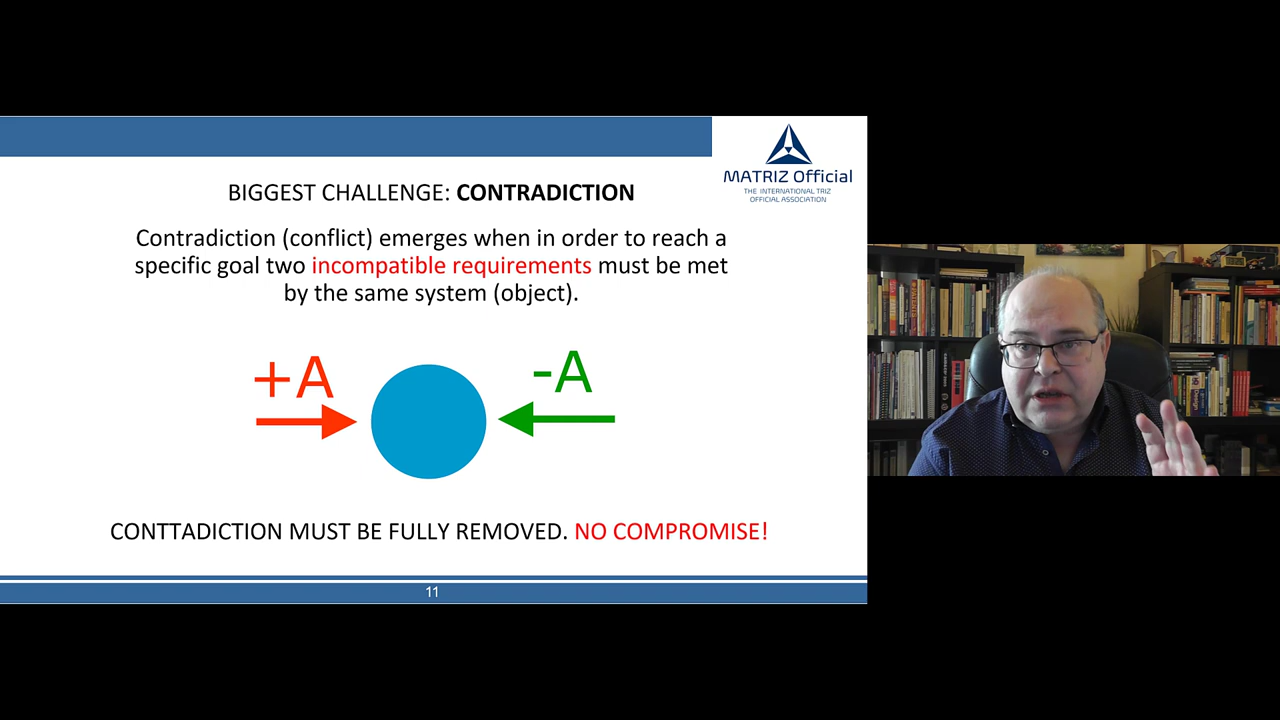 MATRIZ Official
THE INTERNATIONAL TRIZ
OFFICIAL ASSOCIATION
BIGGEST CHALLENGE: CONTRADICTION
Contradiction (conflict) emerges when in order to reach a
specific goal two incompatible requirements must be met
by the same system (object).
+A
-A
CONTTADICTION MUST BE FULLY REMOVED. NO COMPROMISE!
11